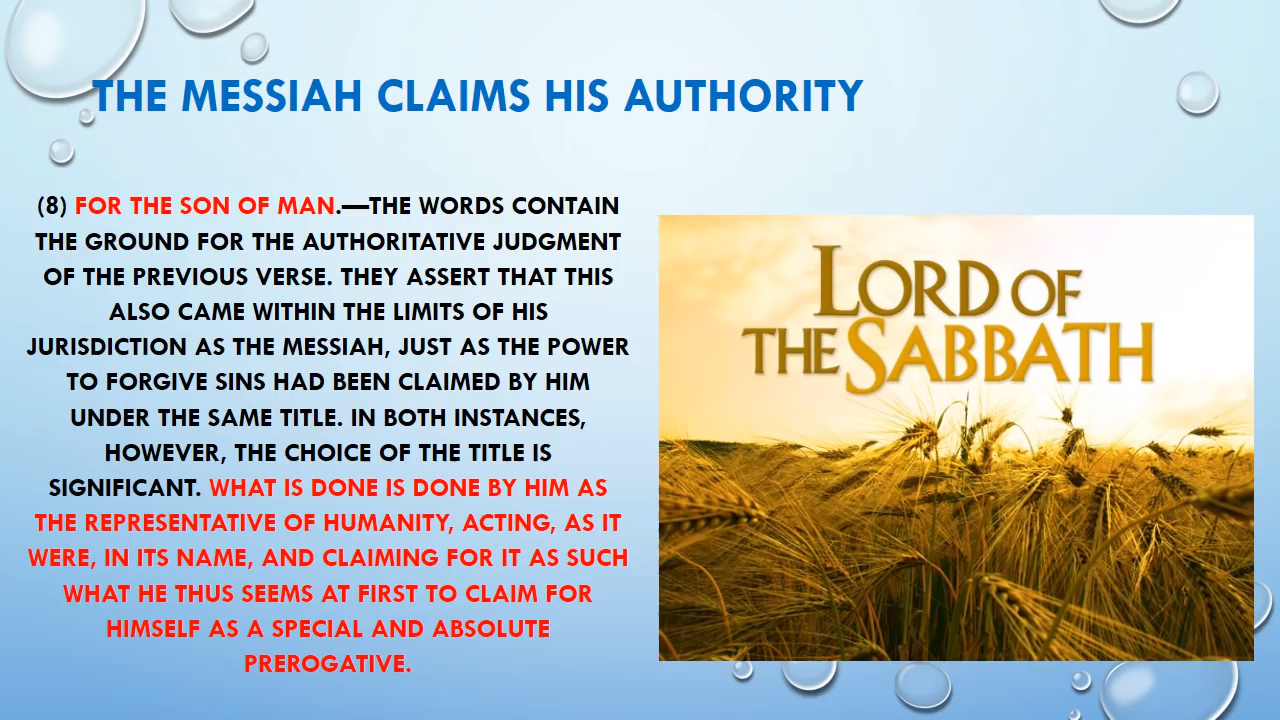 THE MESSIAH CLAIMS HIS AUTHORITY
(8) FOR THE SON OF MAN.—THE WORDS CONTAIN
THE GROUND FOR THE AUTHORITATIVE JUDGMENT
OF THE PREVIOUS VERSE. THEY ASSERT THAT THIS
ALSO CAME WITHIN THE LIMITS OF HIS
JURISDICTION AS THE MESSIAH, JUST AS THE POWER
TO FORGIVE SINS HAD BEEN CLAIMED BY HIM
UNDER THE SAME TITLE. IN BOTH INSTANCES,
HOWEVER, THE CHOICE OF THE TITLE IS
SIGNIFICANT. WHAT IS DONE IS DONE BY HIM AS
THE REPRESENTATIVE OF HUMANITY, ACTING, AS IT
WERE, IN ITS NAME, AND CLAIMING FOR IT AS SUCH
WHAT HE THUS SEEMS AT FIRST TO CLAIM FOR
HIMSELF AS A SPECIAL AND ABSOLUTE
PREROGATIVE.
LORD OF
THE SABBATH